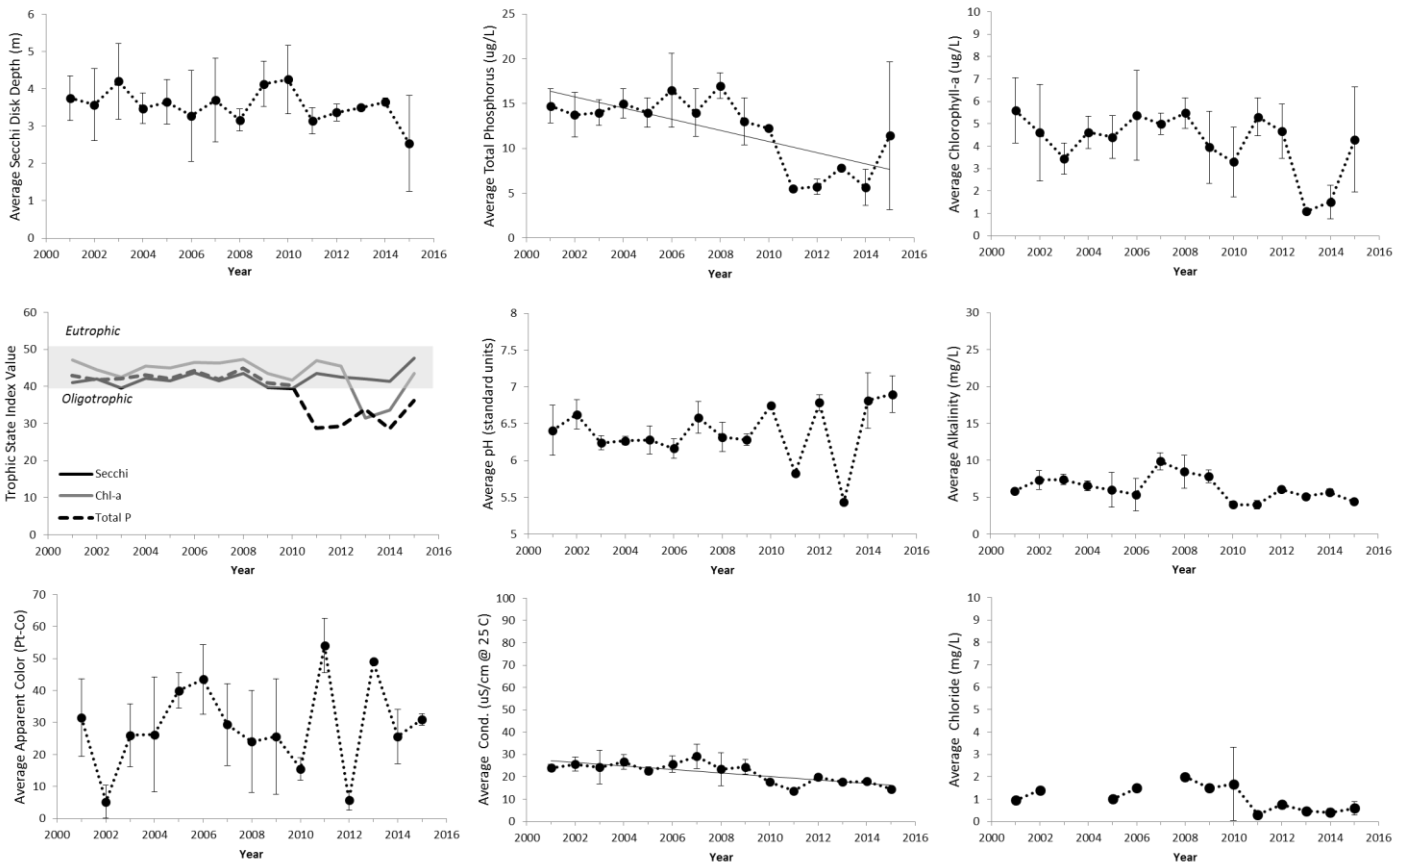 Average Secchi Disk Depth (m)
6
5
4
3
2
1
0
2000 2002 2004 2006 2008 2010 2012 2014 2016
Year
Average Total Phosphorus (ug/L)
25
20
15
10
5
0
2000 2002 2004 2006 2008 2010 2012 2014 2016
Year
Average Chlorophyll-a (ug/L)
10
9
8
7
6
5
4
3
2
1
0
2000 2002 2004 2006 2008 2010 2012 2014 2016
Year
Trophic State Index Value
60
50
40
30
20
10
0
Eutrophic
Oligotrophic
Secchi
Chl-a
Total P
2000 2002 2004 2006 2008 2010 2012 2014 2016
Year
Average pH (standard units)
8
7.5
7
6.5
6
5.5
5
2000 2002 2004 2006 2008 2010 2012 2014 2016
Year
Average Alkalinity (mg/L)
30
25
20
15
10
5
0
2000 2002 2004 2006 2008 2010 2012 2014 2016
Year
Average Apparent Color (Pt-Co)
70
60
50
40
30
20
10
0
2000 2002 2004 2006 2008 2010 2012 2014 2016
Year
Average Cond. (uS/cm @ 25 C)
100
90
80
70
60
50
40
30
20
10
0
2000 2002 2004 2006 2008 2010 2012 2014 2016
Year
Average Chloride (mg/L)
10
9
8
7
6
5
4
3
2
1
0
2000 2002 2004 2006 2008 2010 2012 2014 2016
Year